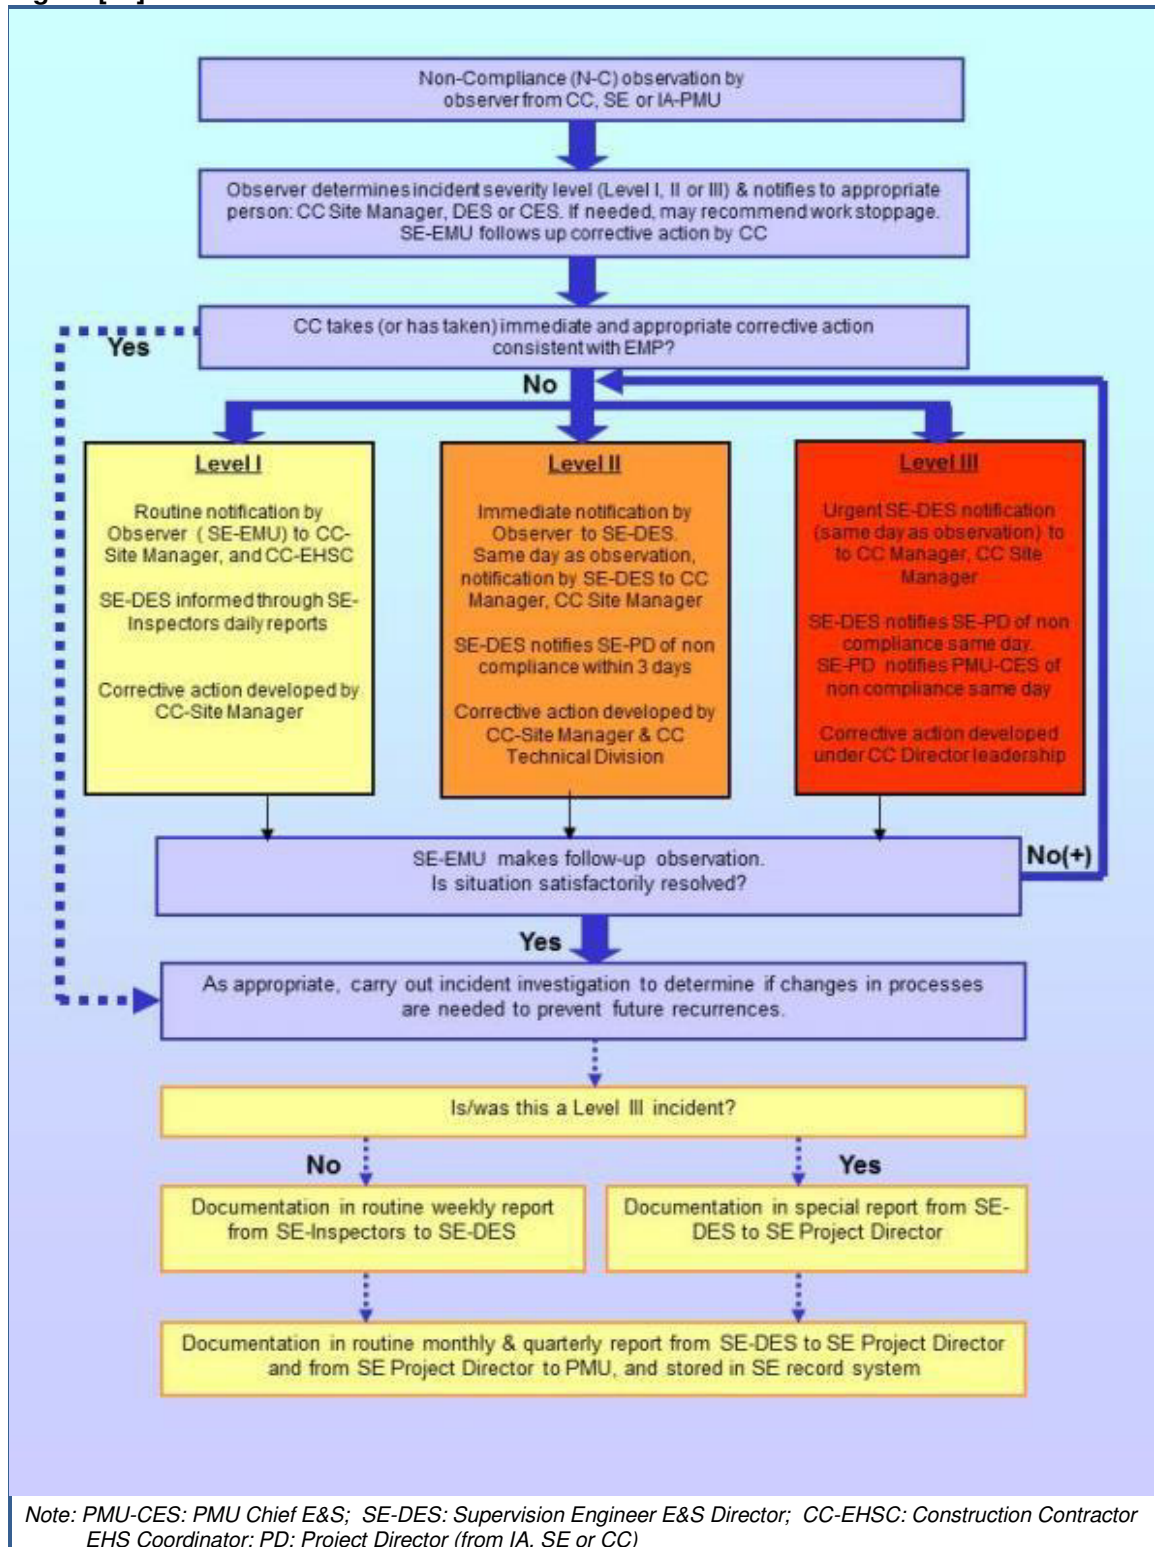 Non-Compliance (N-C) observation by
observer from CC, SE or IA-PMU
Observer determines incident severity level (Level I, II or III) & notifies to appropriate
person: CC Site Manager, DES or CES. If needed, may recommend work stoppage.
SE-EMU follows up corrective action by CC
CC takes (or has taken) immediate and appropriate corrective action
consistent with EMP?
Yes
No
Level I
Routine notification by
Observer ( SE-EMU) to CC-
Site Manager, and CC-EHSC
SE-DES informed through SE-
Inspectors daily reports
Corrective action developed by
CC-Site Manager
Level II
Immediate notification by
Observer to SE-DES.
Same day as observation,
notification by SE-DES to CC
Manager, CC Site Manager
SE-DES notifies SE-PD of non
compliance within 3 days
Corrective action developed by
CC-Site Manager & CC
Technical Division
Level III
Urgent SE-DES notification
(same day as observation) to
to CC Manager, CC Site
Manager
SE-DES notifies SE-PD of non
compliance same day.
SE-PD notifies PMU-CES of
non compliance same day
Corrective action developed
under CC Director leadership
SE-EMU makes follow-up observation.
Is situation satisfactorily resolved?
No(+)
Yes
As appropriate, carry out incident investigation to determine if changes in processes
are needed to prevent future recurrences.
Is/was this a Level III incident?
No
Yes
Documentation in routine weekly report
from SE-Inspectors to SE-DES
Documentation in special report from SE-
DES to SE Project Director
Documentation in routine monthly & quarterly report from SE-DES to SE Project Director
and from SE Project Director to PMU, and stored in SE record system
Note: PMU-CES: PMU Chief E&S; SE-DES: Supervision Engineer E&S Director; CC-EHSC: Construction Contractor
EHS Coordinator; PD: Project Director (from IA, SE or CC)